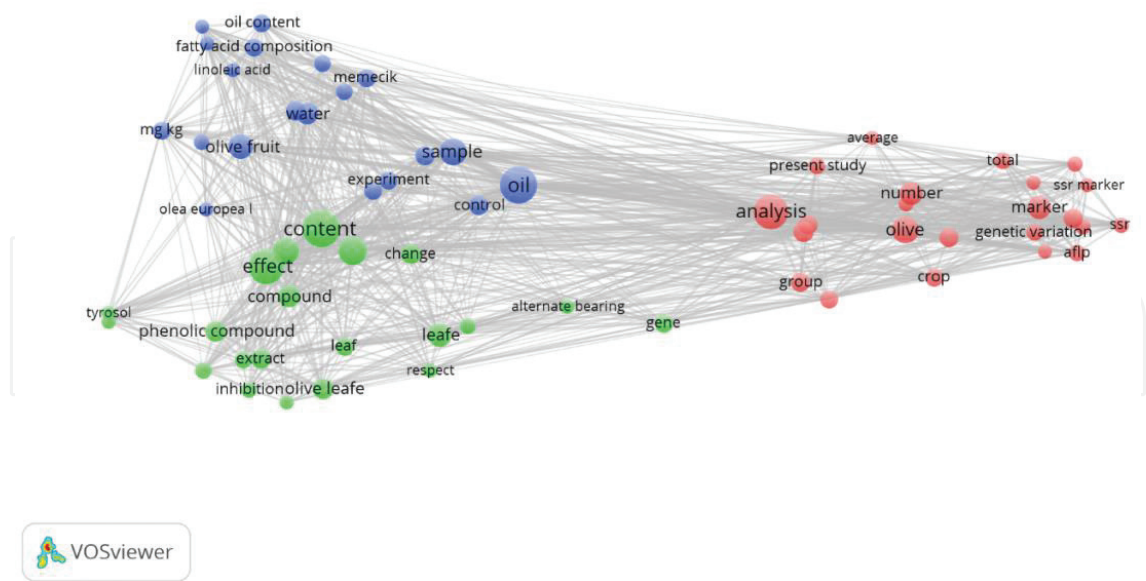 oil content
fatty acid composition
linoleic acid
memecik
water
mg kg
olive fruit
sample
experiment
oil
olea europea l
control
content
change
effect
compound
tyrosol
phenolic compound
leaf
leafe
extract
inhibition
olive leafe
respect
alternate bearing
gene
average
present study
total
number
ssr marker
analysis
marker
olive
genetic variation
ssr
aflp
group
crop
VOSviewer